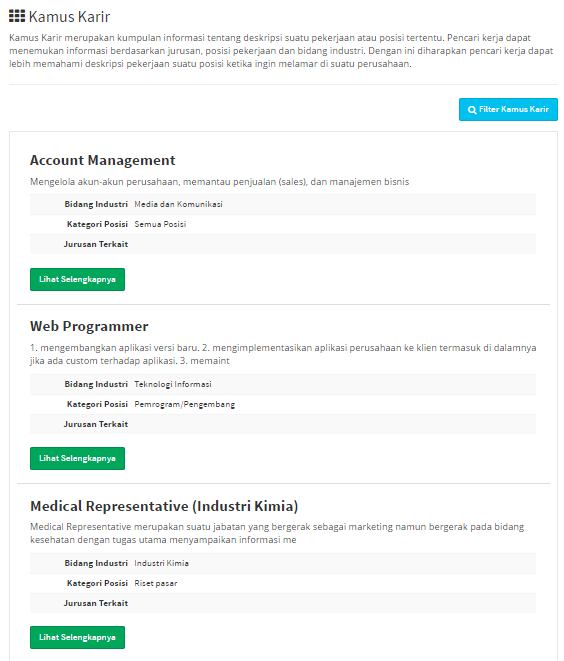 Kamus Karir
Kamus Karir merupakan kumpulan informasi tentang deskripsi suatu pekerjaan atau posisi tertentu. Pencari kerja dapat
menemukan informasi berdasarkan jurusan, posisi pekerjaan dan bidang industri. Dengan ini diharapkan pencari kerja dapat
lebih memahami deskripsi pekerjaan suatu posisi ketika ingin melamar di suatu perusahaan.
Filter Kamus Karir
Account Management
Mengelola akun-akun perusahaan, memantau penjualan (sales), dan manajemen bisnis
Bidang Industri Media dan Komunikasi
Kategori Posisi Semua Posisi
Jurusan Terkait
Lihat Selengkapnya
Web Programmer
1. mengembangkan aplikasi versi baru. 2. mengimplementasikan aplikasi perusahaan ke klien termasuk di dalamnya
jika ada custom terhadap aplikasi. 3. memaint
Bidang Industri Teknologi Informasi
Kategori Posisi Pemrogram/Pengembang
Jurusan Terkait
Lihat Selengkapnya
Medical Representative (Industri Kimia)
Medical Representative merupakan suatu jabatan yang bergerak sebagai marketing namun bergerak pada bidang
kesehatan dengan tugas utama menyampaikan informasi me
Bidang Industri Industri Kimia
Kategori Posisi Riset pasar
Jurusan Terkait
Lihat Selengkapnya